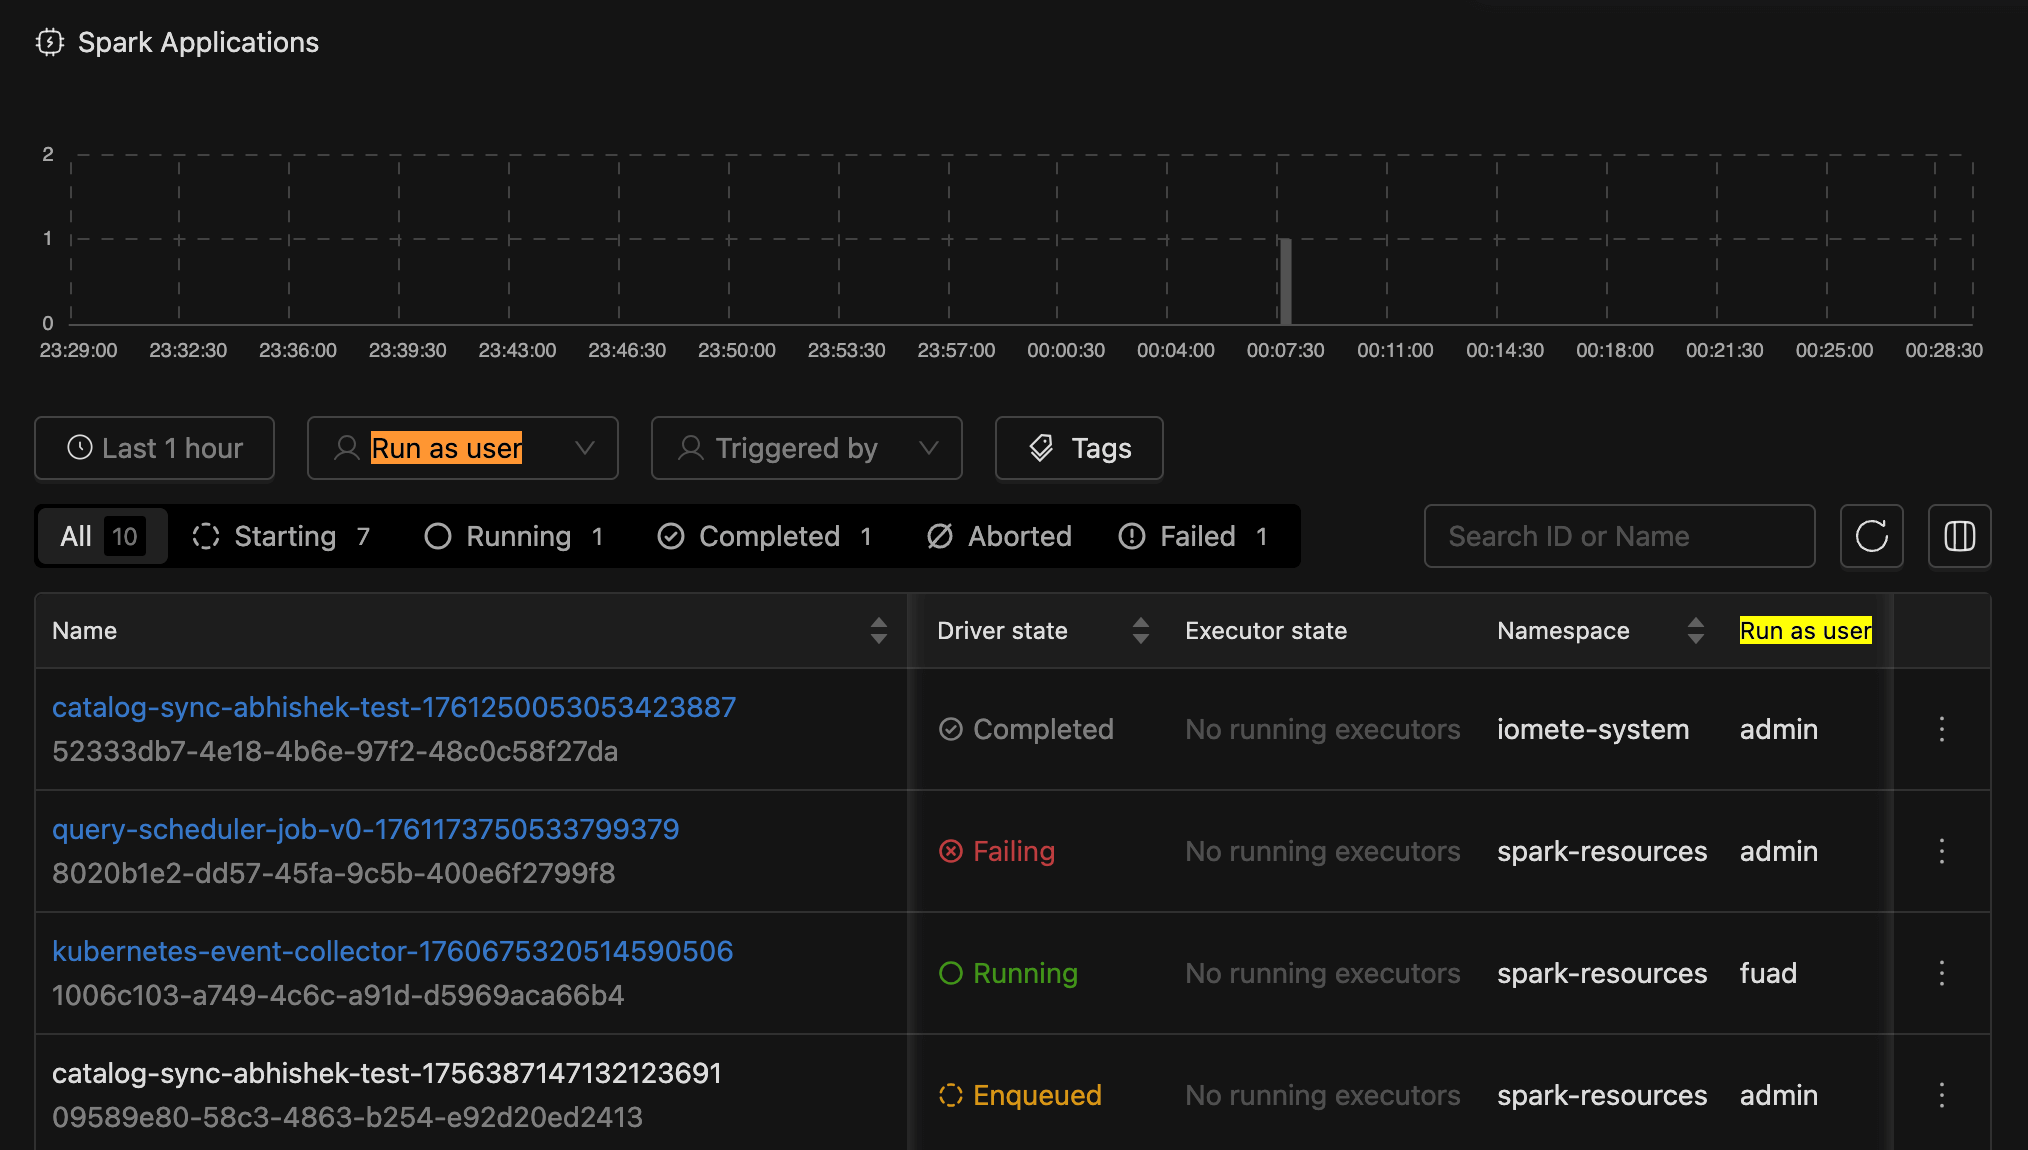 Spark Applications
2
1
0
23:29:00 23:32:30 23:36:00 23:39:30 23:43:00 23:46:30 23:50:00 23:53:30 23:57:00 00:00:30 00:04:00 00:07:30 00:11:00 00:14:30 00:18:00 00:21:30 00:25:00 00:28:30
Last 1 hour Run as user Triggered by Tags
All 10 Starting 7 Running 1 Completed 1 Aborted Failed 1 Search ID or Name
Name Driver state Executor state Namespace Run as user
catalog-sync-abhishek-test-1761250053053423887
52333db7-4e18-4b6e-97f2-48c0c58f27da
Completed No running executors iomete-system admin
query-scheduler-job-v0-1761173750533799379
8020b1e2-dd57-45fa-9c5b-400e6f2799f8
Failing No running executors spark-resources admin
kubernetes-event-collector-1760675320514590506
1006c103-a749-4c6c-a91d-d5969aca66b4
Running No running executors spark-resources fuad
catalog-sync-abhishek-test-1756387147132123691
09589e80-58c3-4863-b254-e92d20ed2413
Enqueued No running executors spark-resources admin